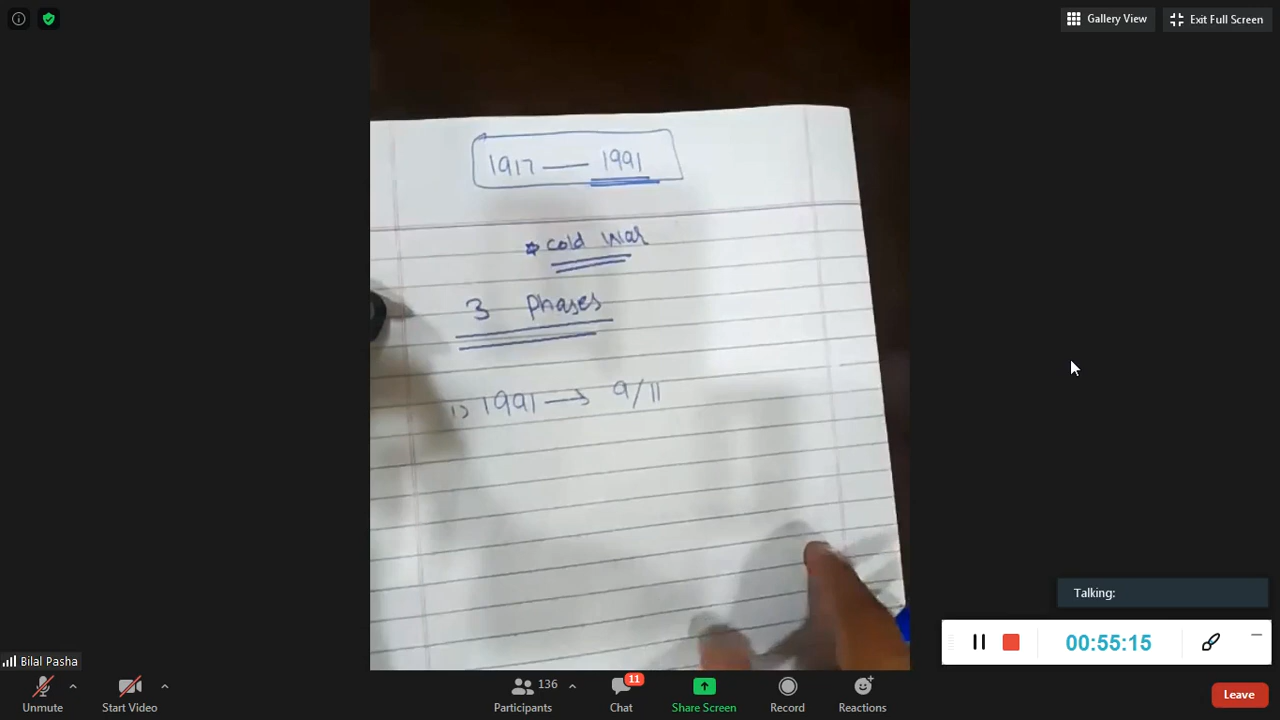 Gallery View
Exit Full Screen
1917 — 1991
* cold war
3 Phases
1) 1991 → 9/11
Talking:
00:55:15
Bilal Pasha
Unmute
Start Video
136
Participants
11
Chat
Share Screen
Record
Reactions
Leave